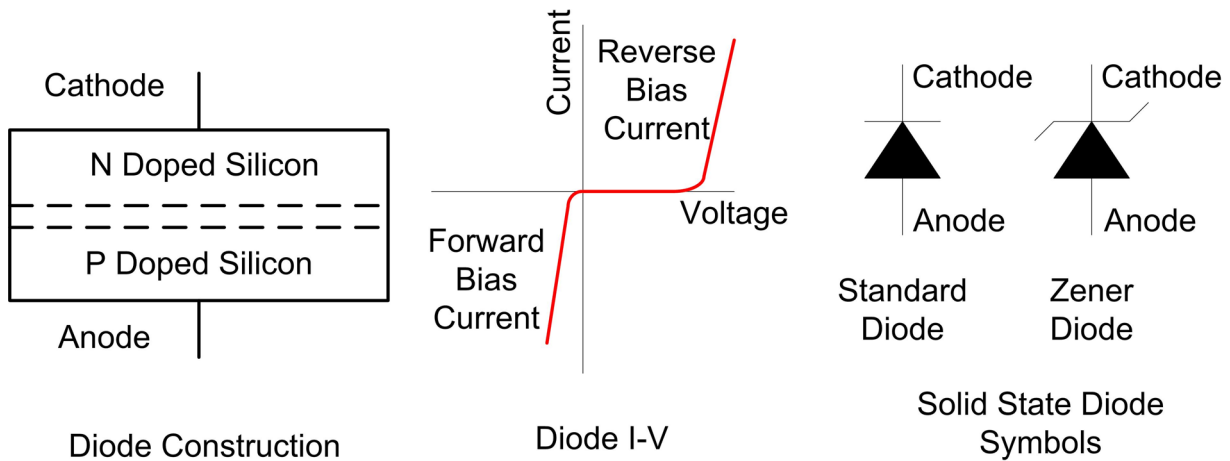 Cathode
N Doped Silicon
P Doped Silicon
Anode
Diode Construction
Current
Reverse
Bias
Current
Voltage
Forward
Bias
Current
Diode I-V
Cathode
Anode
Standard
Diode
Cathode
Anode
Zener
Diode
Solid State Diode
Symbols